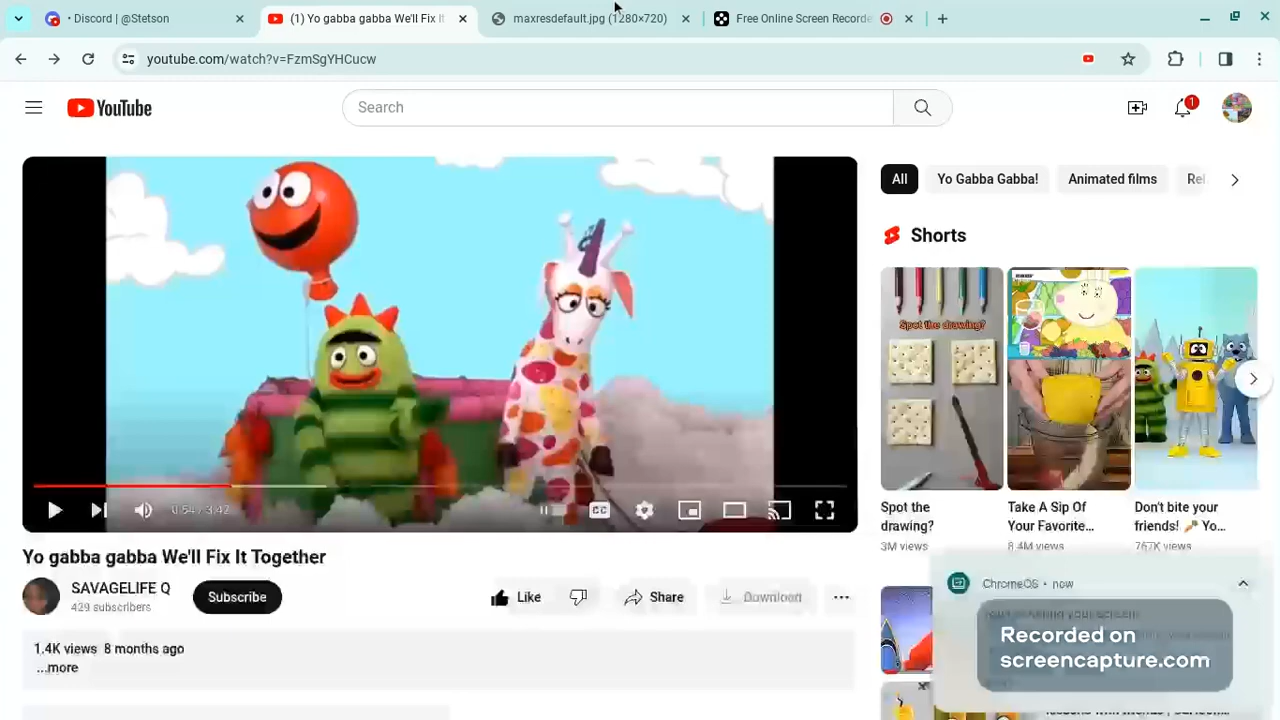 • Discord | @Stetson
(1) Yo gabba gabba We'll Fix It
maxresdefault.jpg (1280×720)
Free Online Screen Recorde
youtube.com/watch?v=FzmSgYHCucw
YouTube
Search
1
All
Yo Gabba Gabba!
Animated films
Rel
Shorts
Spot the drawing?
Spot the
drawing?
3M views
Take A Sip Of
Your Favorite...
8.4M views
Don't bite your
friends! 🥕 Yo...
767K views
0:54 / 3:42
CC
Yo gabba gabba We'll Fix It Together
SAVAGELIFE Q
429 subscribers
Subscribe
Like
Share
Download
1.4K views 8 months ago
...more
ChromeOS • now
Recorded on
screencapture.com